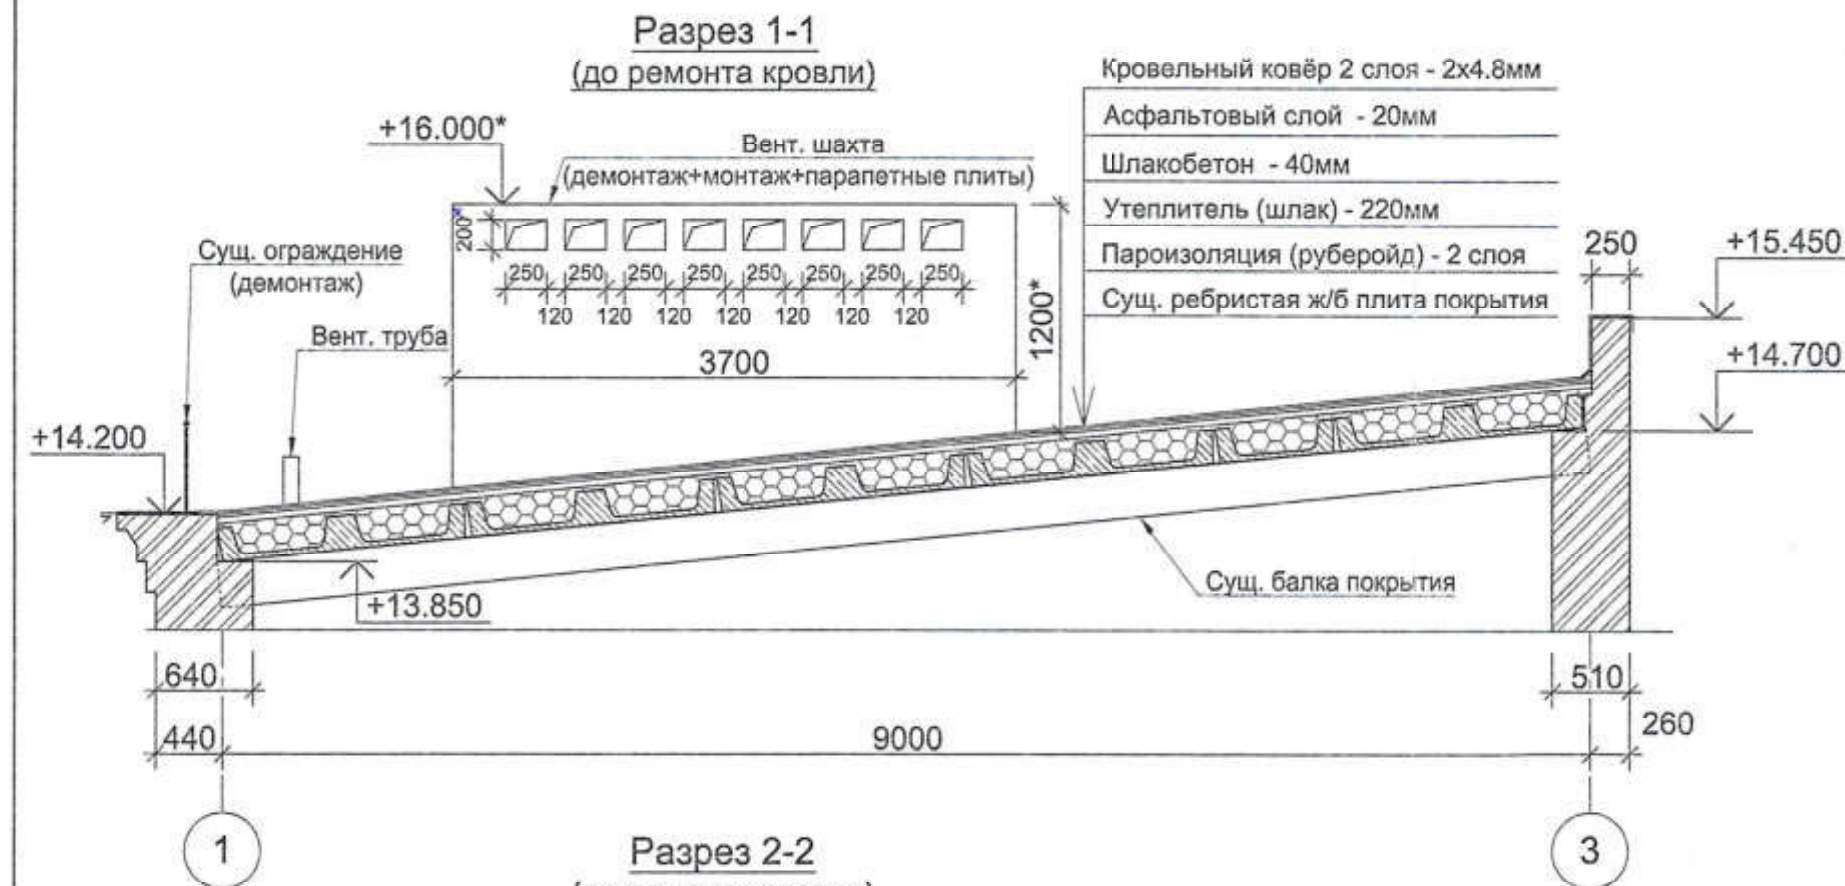 Разрез 1-1
(до ремонта кровли)
Кровельный ковёр 2 слоя - 2х4.8мм
Асфальтовый слой - 20мм
Шлакобетон - 40мм
Утеплитель (шлак) - 220мм
Пароизоляция (руберойд) - 2 слоя
Сущ. ребристая ж/б плита покрытия
+16.000*
Вент. шахта
(демонтаж+монтаж+парапетные плиты)
200
250 250 250 250 250 250 250 250
120 120 120 120 120 120 120
3700
1200*
Сущ. ограждение
(демонтаж)
Вент. труба
250
+15.450
+14.700
+14.200
+13.850
Сущ. балка покрытия
640
510
440
9000
260
1
3
Разрез 2-2